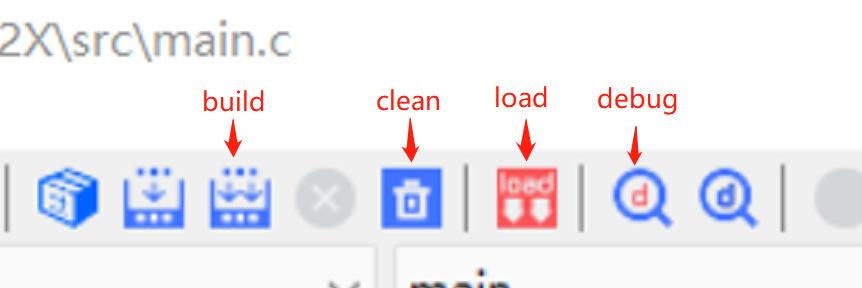 2X\src\main.c
build
clean
load
debug
load
d
d
main